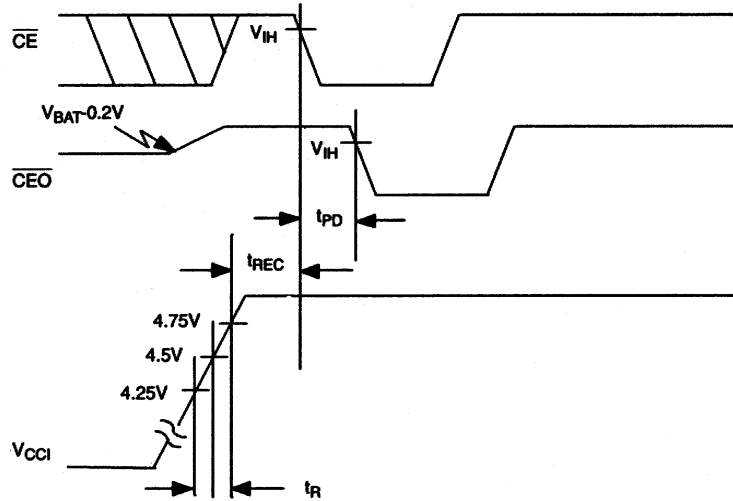 CE
VIH
VBAT-0.2V
CEO
VIH
tPD
tREC
4.75V
4.5V
4.25V
VCCI
tR